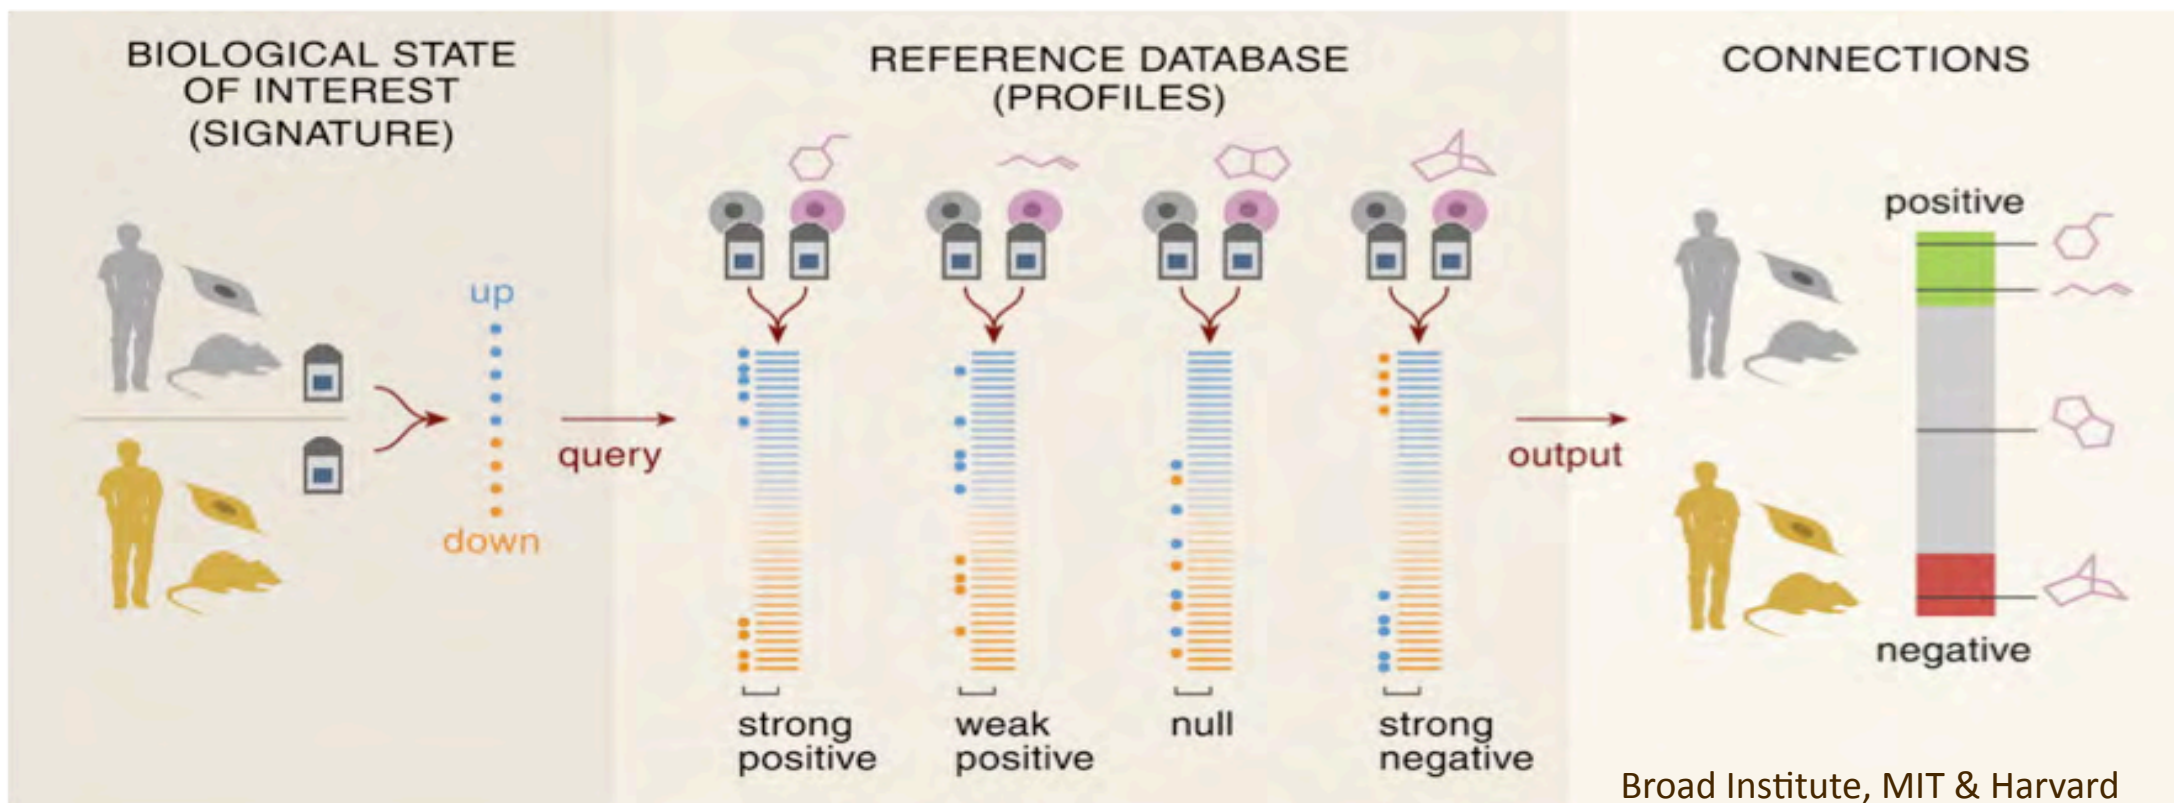 BIOLOGICAL STATE
OF INTEREST
(SIGNATURE)
up
down
query
REFERENCE DATABASE
(PROFILES)
strong
positive
weak
positive
null
strong
negative
output
CONNECTIONS
positive
negative
Broad Institute, MIT & Harvard